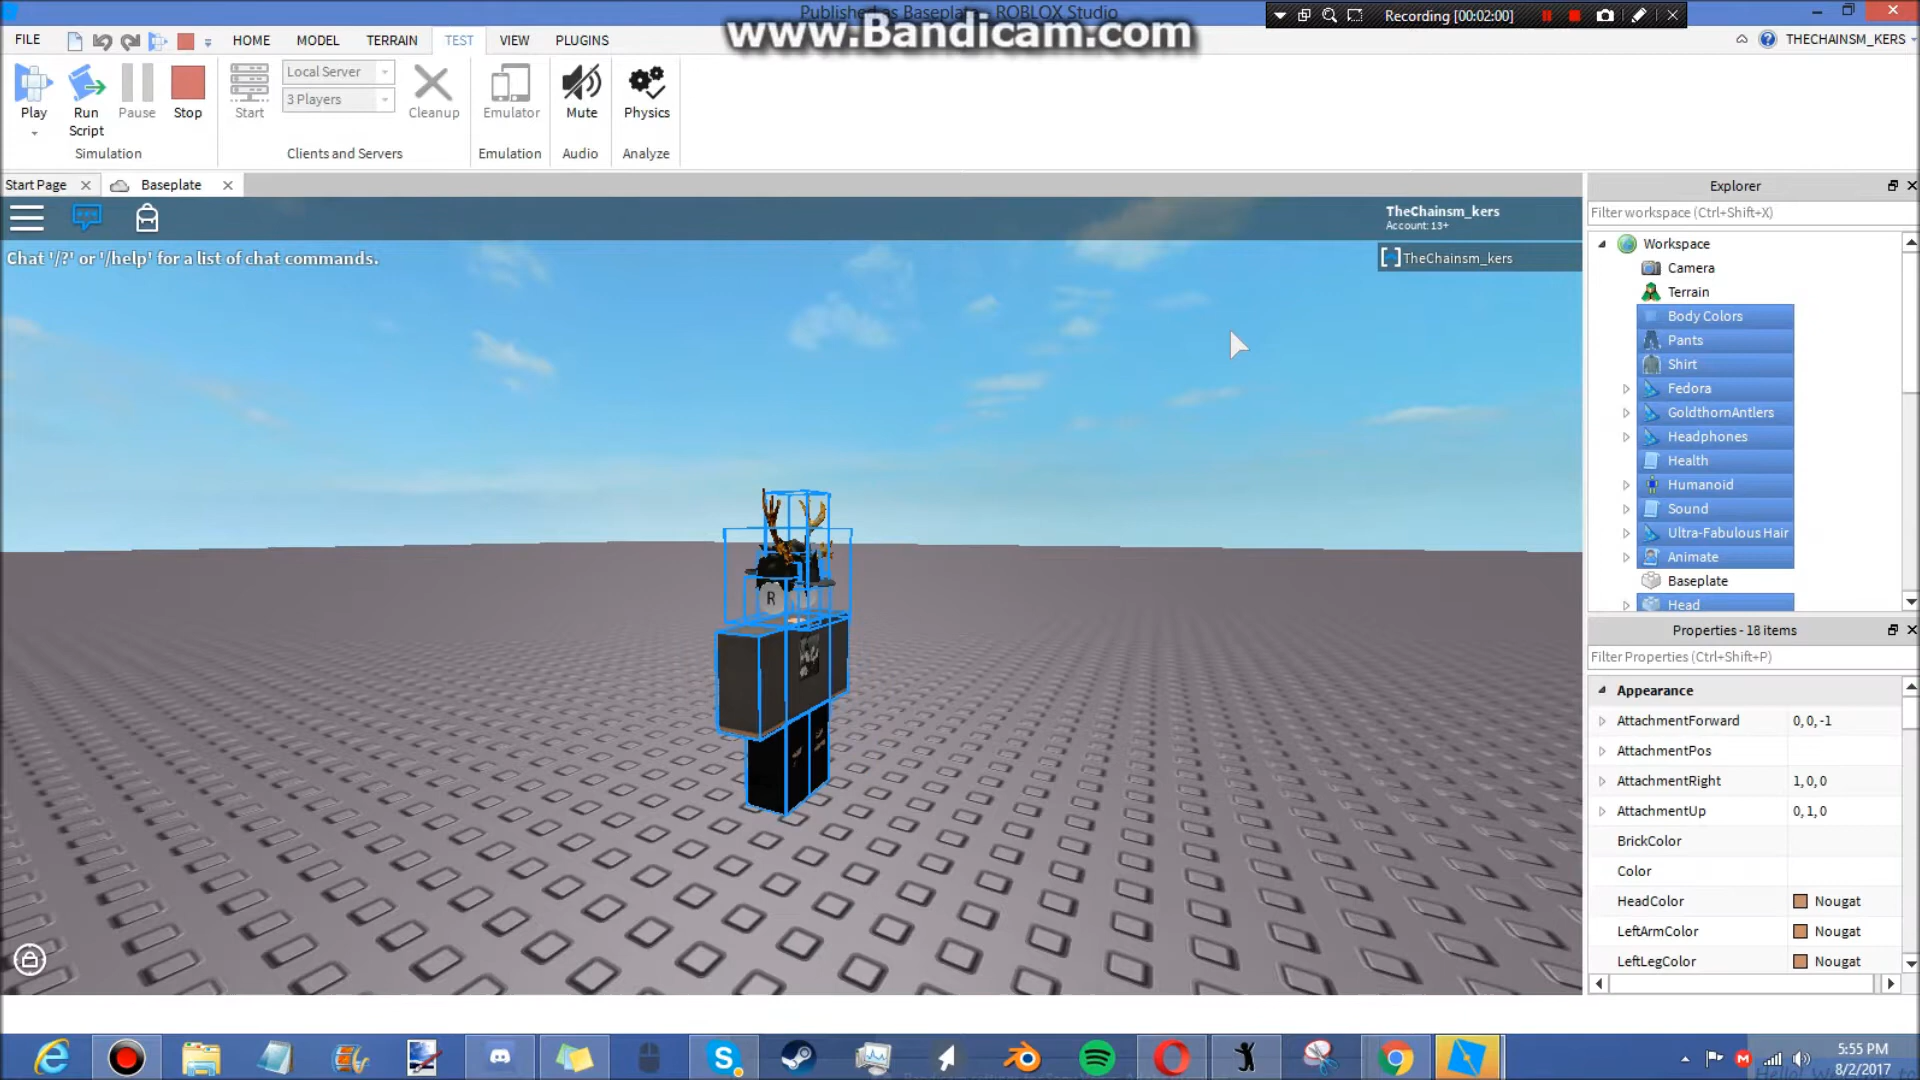 Published as Baseplate - ROBLOX Studio
www.Bandicam.com
Recording [00:02:00]
FILE
HOME
MODEL
TERRAIN
TEST
VIEW
PLUGINS
THECHAINSM_KERS
Play
Run Script
Pause
Stop
Simulation
Start
Local Server
3 Players
Cleanup
Clients and Servers
Emulator
Emulation
Mute
Audio
Physics
Analyze
Start Page
Baseplate
TheChainsm_kers
Account: 13+
TheChainsm_kers
Chat '/?' or '/help' for a list of chat commands.
R
Explorer
Filter workspace (Ctrl+Shift+X)
Workspace
Camera
Terrain
Body Colors
Pants
Shirt
Fedora
GoldthornAntlers
Headphones
Health
Humanoid
Sound
Ultra-Fabulous Hair
Animate
Baseplate
Head
Properties - 18 items
Filter Properties (Ctrl+Shift+P)
Appearance
AttachmentForward 0, 0, -1
AttachmentPos
AttachmentRight 1, 0, 0
AttachmentUp 0, 1, 0
BrickColor
Color
HeadColor Nougat
LeftArmColor Nougat
LeftLegColor Nougat
5:55 PM
8/2/2017